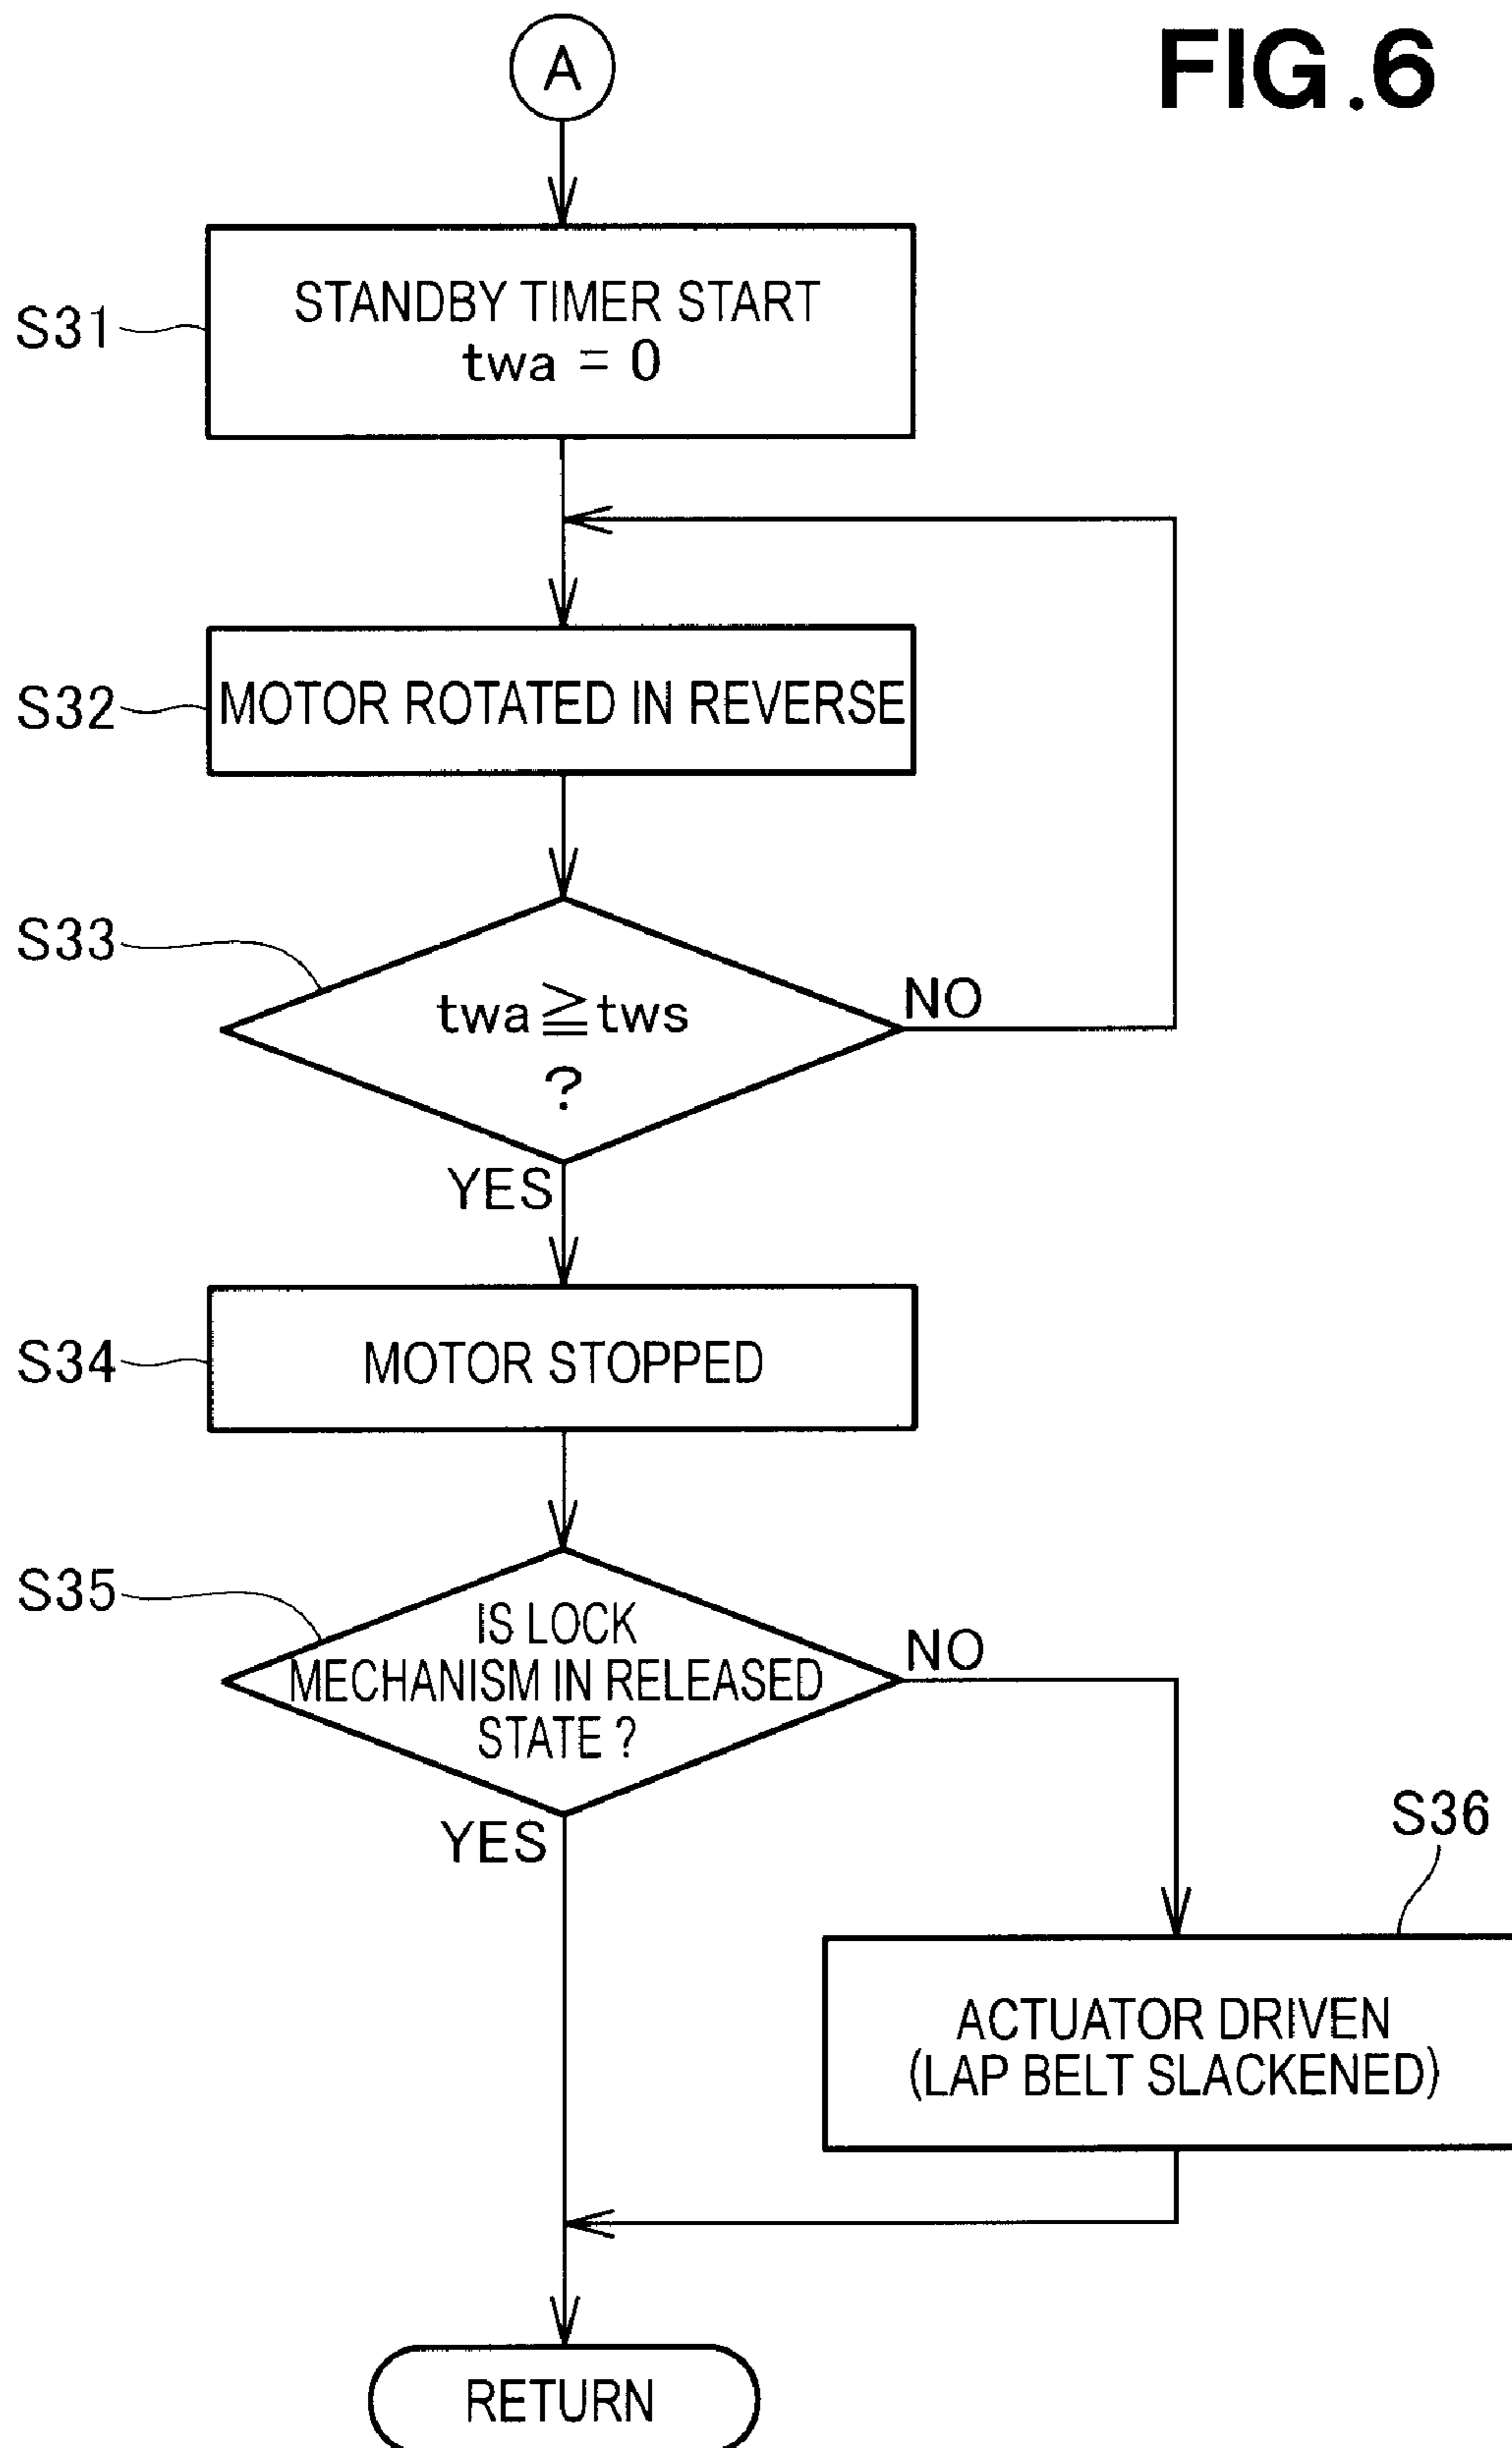 FIG.6
A
S31
STANDBY TIMER START
twa = 0
S32
MOTOR ROTATED IN REVERSE
S33
twa≧tws
?
NO
YES
S34
MOTOR STOPPED
S35
IS LOCK
MECHANISM IN RELEASED
STATE ?
NO
YES
S36
ACTUATOR DRIVEN
(LAP BELT SLACKENED)
RETURN